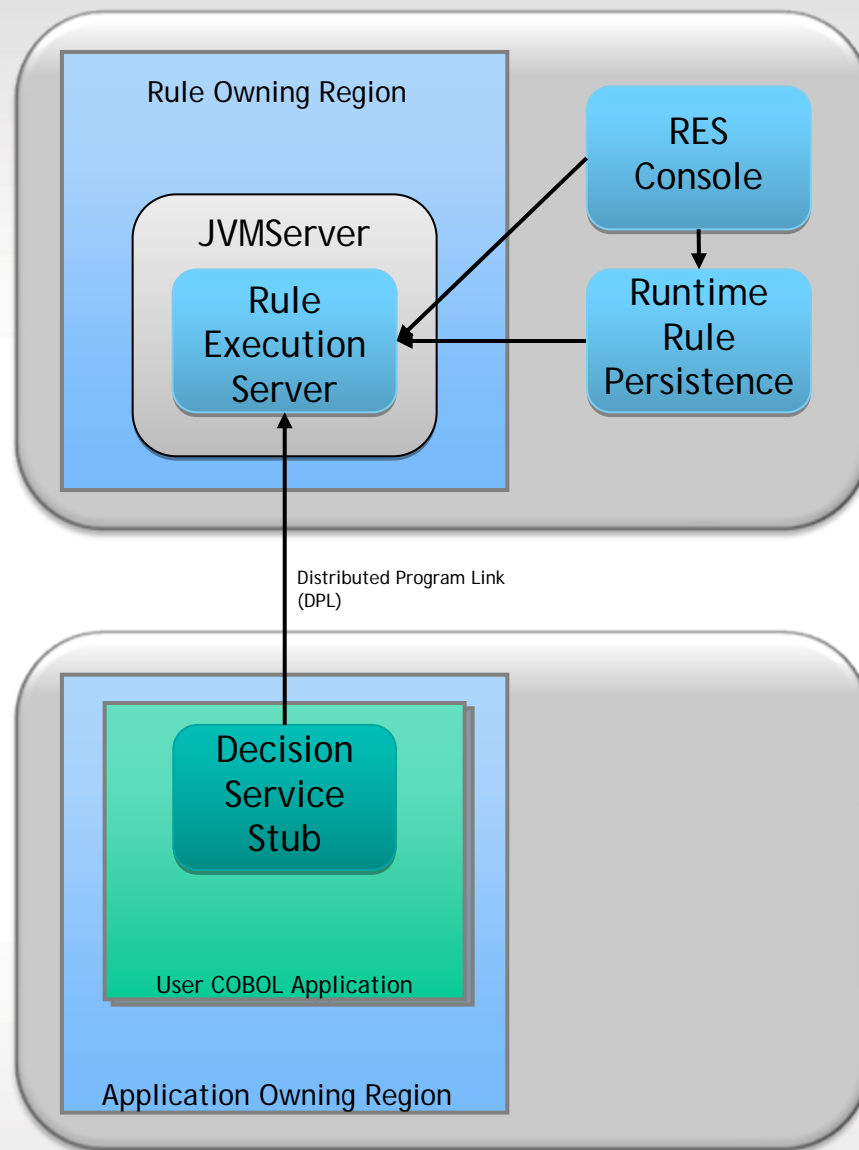 Rule Owning Region
RES
Console
JVMServer
Rule
Execution
Server
Runtime
Rule
Persistence
Distributed Program Link
(DPL)
Decision
Service
Stub
User COBOL Application
Application Owning Region